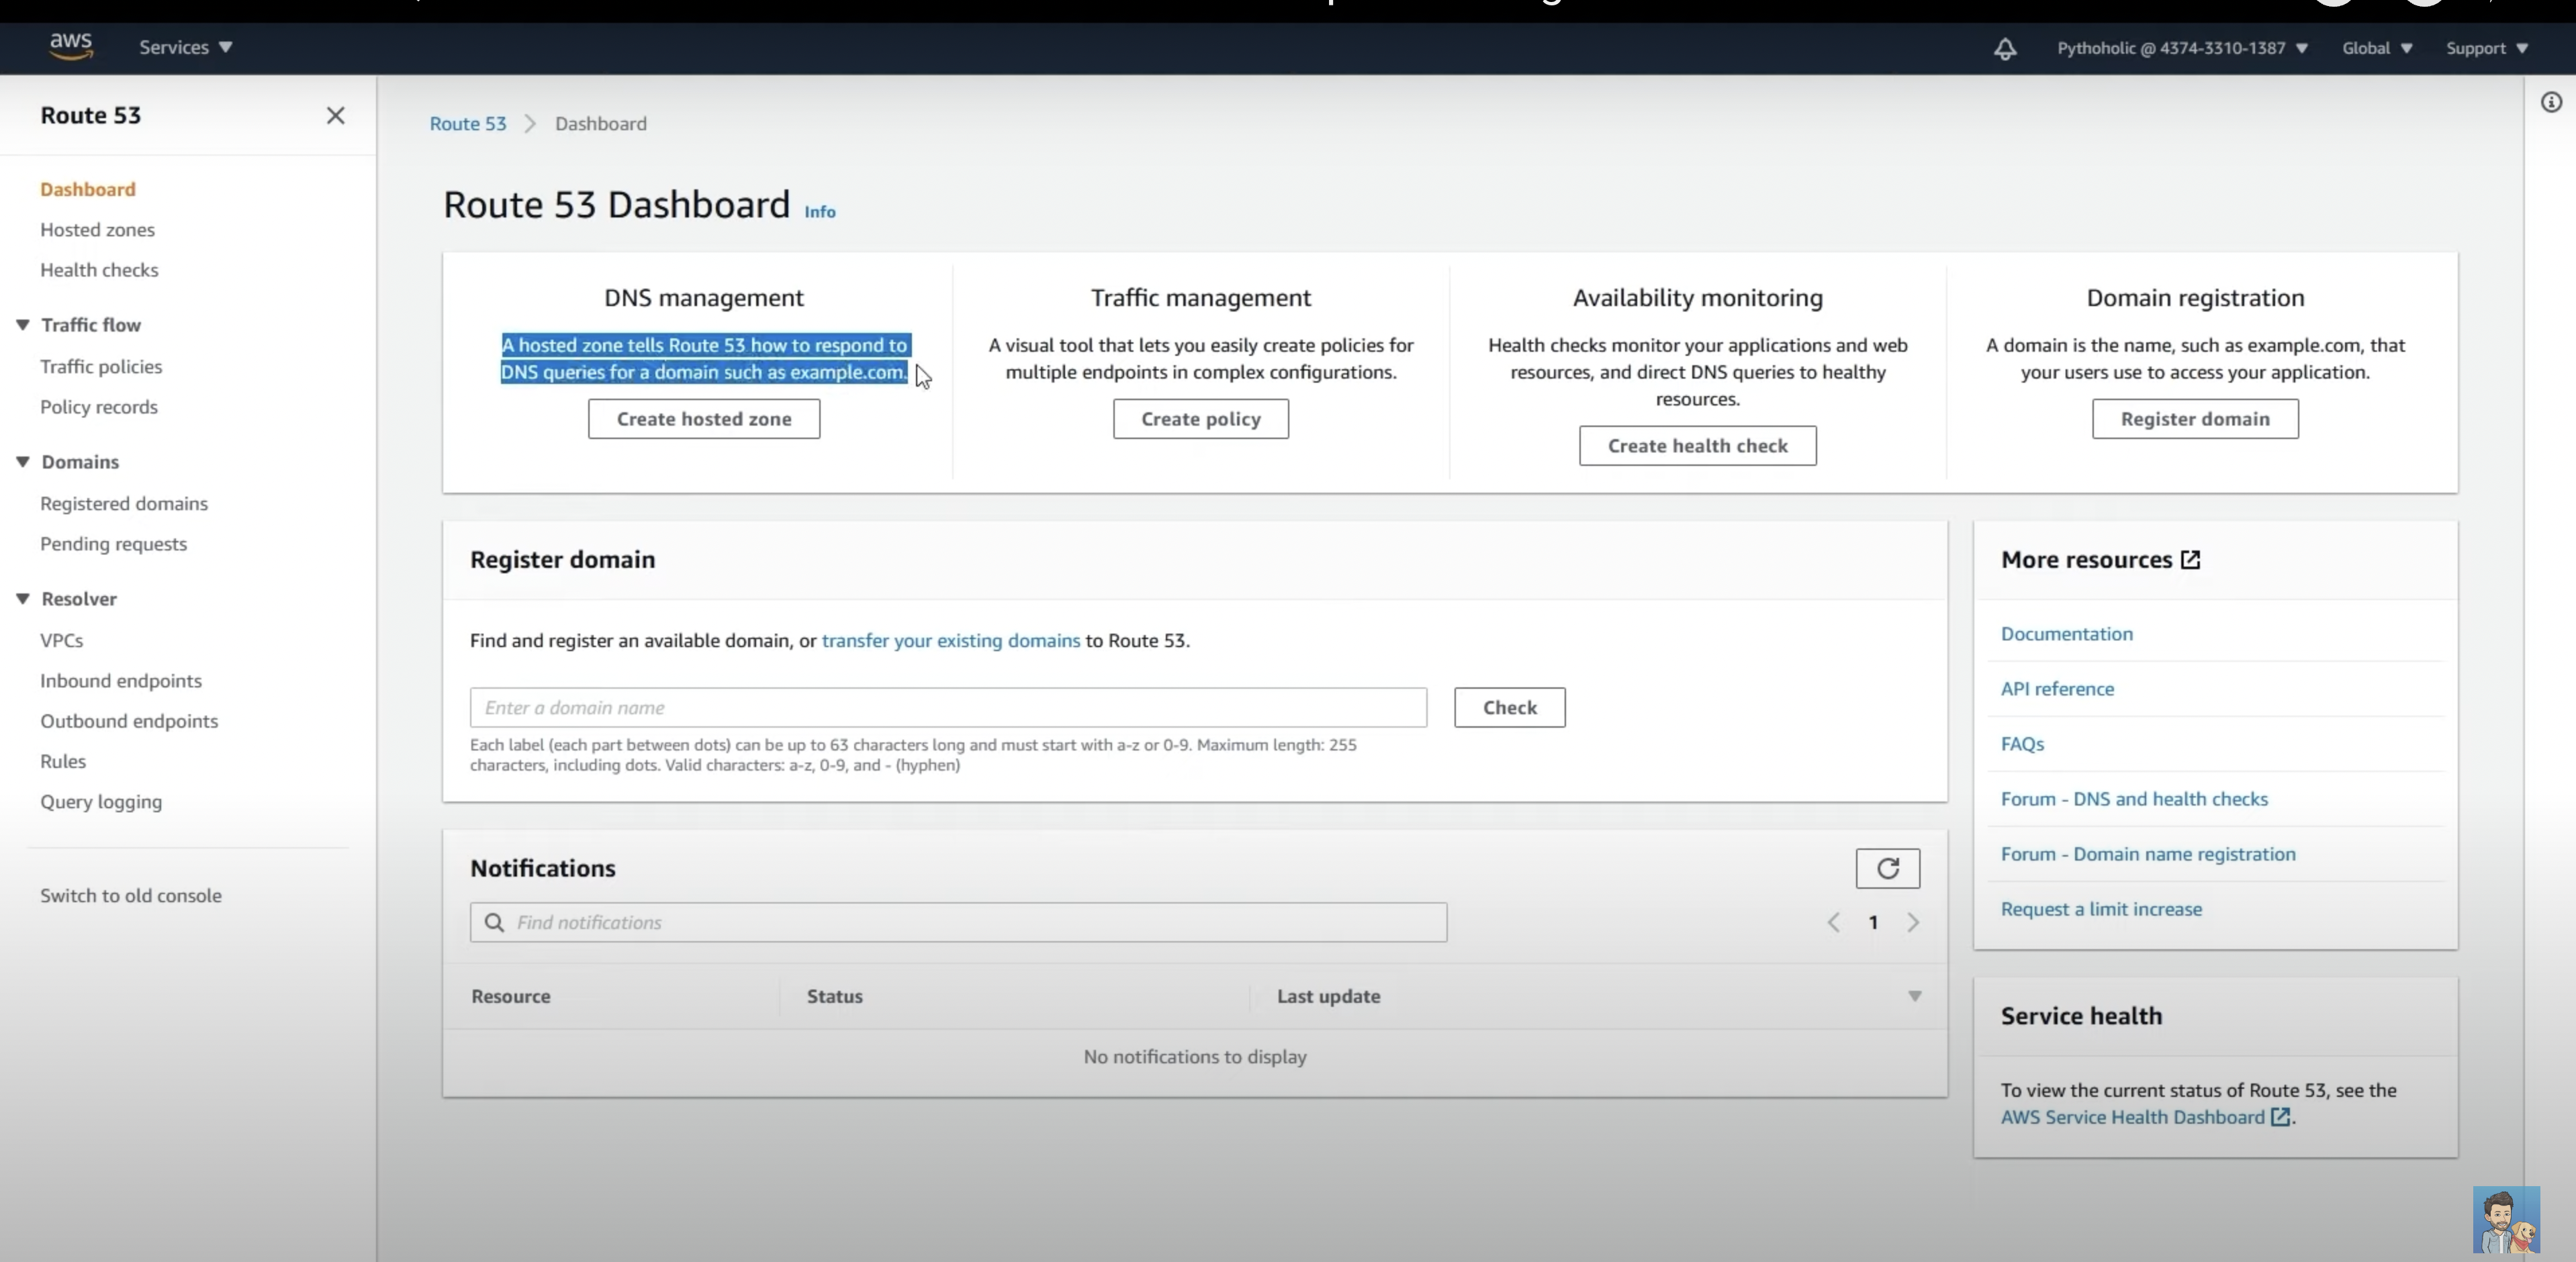 aws
Services
Pythoholic @ 4374-3310-1387
Global
Support
Route 53
Dashboard
Hosted zones
Health checks
Traffic flow
Traffic policies
Policy records
Domains
Registered domains
Pending requests
Resolver
VPCs
Inbound endpoints
Outbound endpoints
Rules
Query logging
Switch to old console
Route 53
Dashboard
Route 53 Dashboard Info
DNS management
A hosted zone tells Route 53 how to respond to
DNS queries for a domain such as example.com.
Create hosted zone
Traffic management
A visual tool that lets you easily create policies for
multiple endpoints in complex configurations.
Create policy
Availability monitoring
Health checks monitor your applications and web
resources, and direct DNS queries to healthy
resources.
Create health check
Domain registration
A domain is the name, such as example.com, that
your users use to access your application.
Register domain
Register domain
Find and register an available domain, or transfer your existing domains to Route 53.
Enter a domain name
Check
Each label (each part between dots) can be up to 63 characters long and must start with a-z or 0-9. Maximum length: 255
characters, including dots. Valid characters: a-z, 0-9, and - (hyphen)
Notifications
Find notifications
1
Resource
Status
Last update
No notifications to display
More resources
Documentation
API reference
FAQs
Forum - DNS and health checks
Forum - Domain name registration
Request a limit increase
Service health
To view the current status of Route 53, see the
AWS Service Health Dashboard.